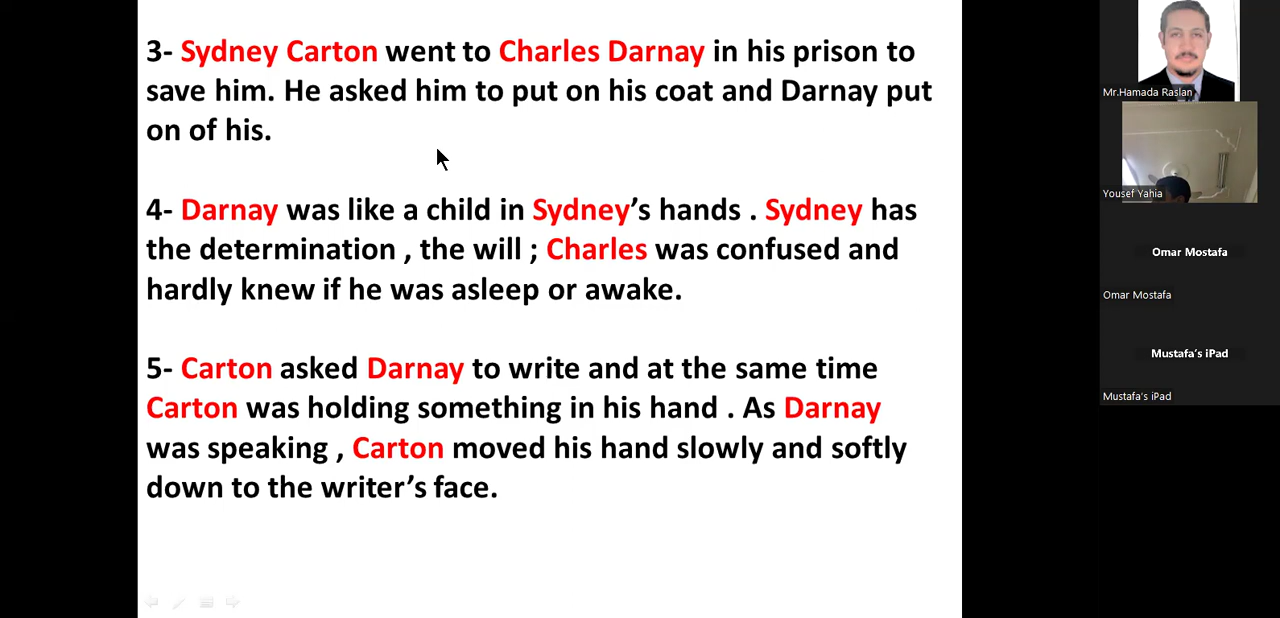 3- Sydney Carton went to Charles Darnay in his prison to
save him. He asked him to put on his coat and Darnay put
on of his.
4- Darnay was like a child in Sydney’s hands . Sydney has
the determination , the will ; Charles was confused and
hardly knew if he was asleep or awake.
5- Carton asked Darnay to write and at the same time
Carton was holding something in his hand . As Darnay
was speaking , Carton moved his hand slowly and softly
down to the writer’s face.
Mr.Hamada Raslan
Yousef Yahia
Omar Mostafa
Omar Mostafa
Mustafa’s iPad
Mustafa's iPad